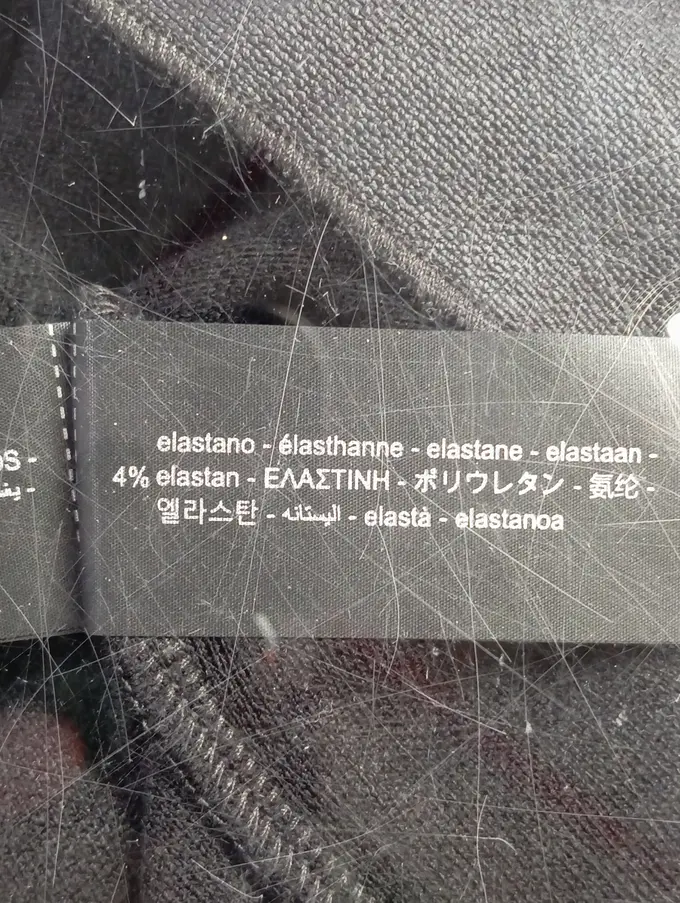 elastano - élasthanne - elastane - elastaan -
4% elastan - ΕΛΑΣΤΙΝΗ - ポリウレタン - 氨纶 -
엘라스탄 - اليستانه - elastà - elastanoa